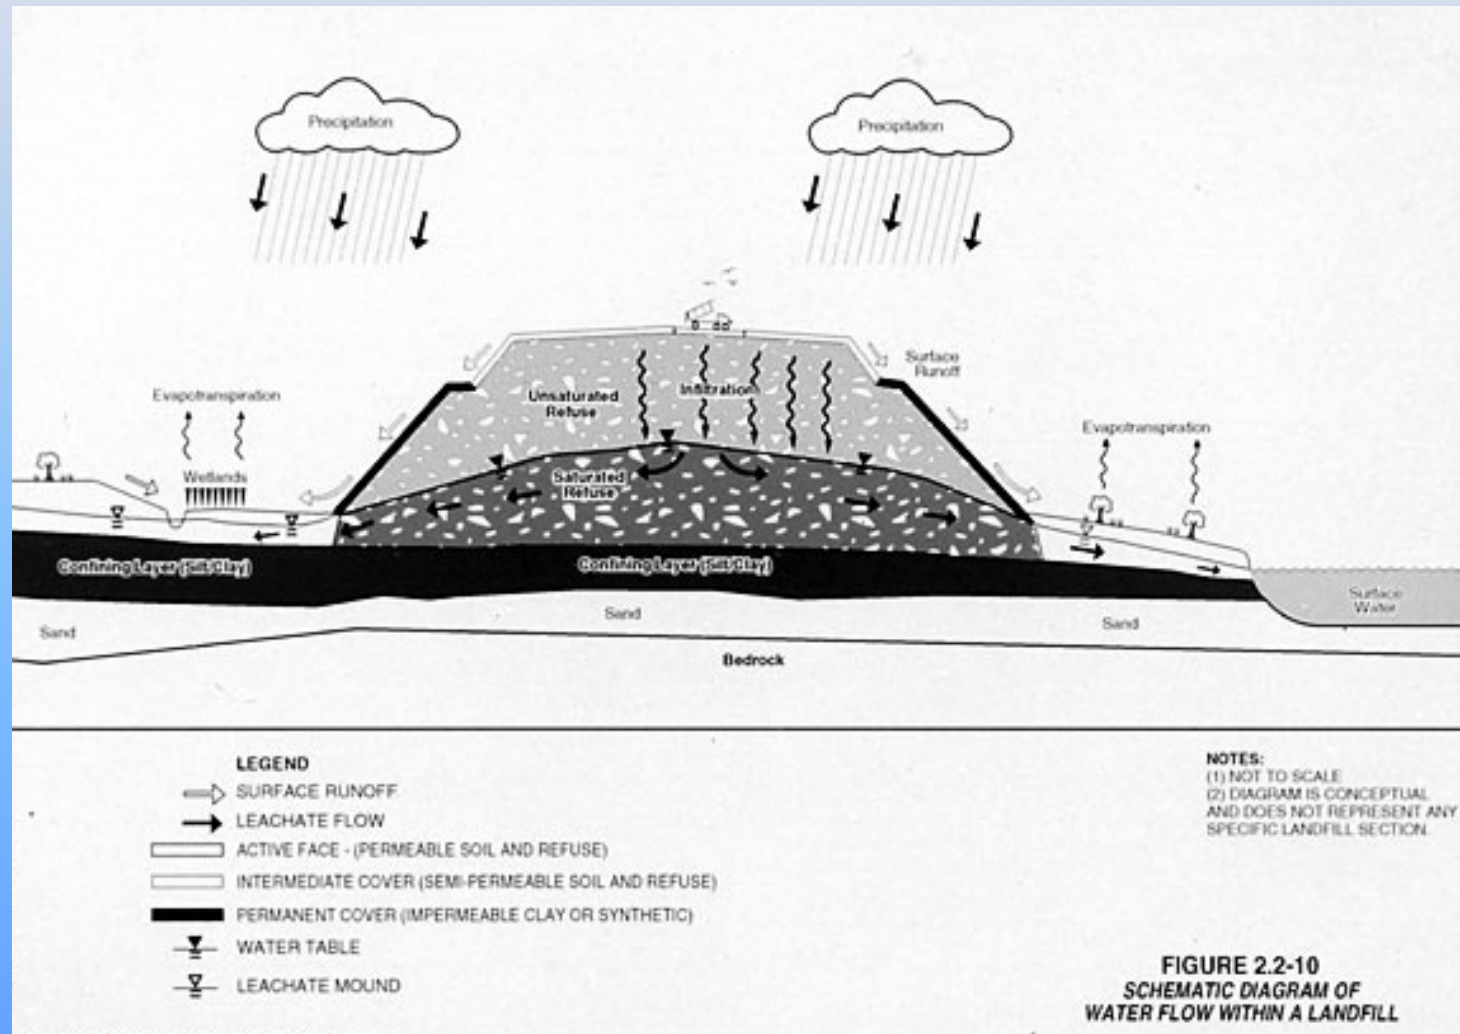 Precipitation
Precipitation
Surface
Runoff
Unsaturated
Refuse
Infiltration
Evapotranspiration
Evapotranspiration
Wetlands
Saturated
Refuse
Confining Layer (Silt/Clay)
Confining Layer (Silt/Clay)
Surface
Water
Sand
Sand
Sand
Bedrock
LEGEND
SURFACE RUNOFF
LEACHATE FLOW
ACTIVE FACE - (PERMEABLE SOIL AND REFUSE)
INTERMEDIATE COVER (SEMI-PERMEABLE SOIL AND REFUSE)
PERMANENT COVER (IMPERMEABLE CLAY OR SYNTHETIC)
WATER TABLE
LEACHATE MOUND
NOTES:
(1) NOT TO SCALE
(2) DIAGRAM IS CONCEPTUAL
AND DOES NOT REPRESENT ANY
SPECIFIC LANDFILL SECTION.
FIGURE 2.2-10
SCHEMATIC DIAGRAM OF
WATER FLOW WITHIN A LANDFILL